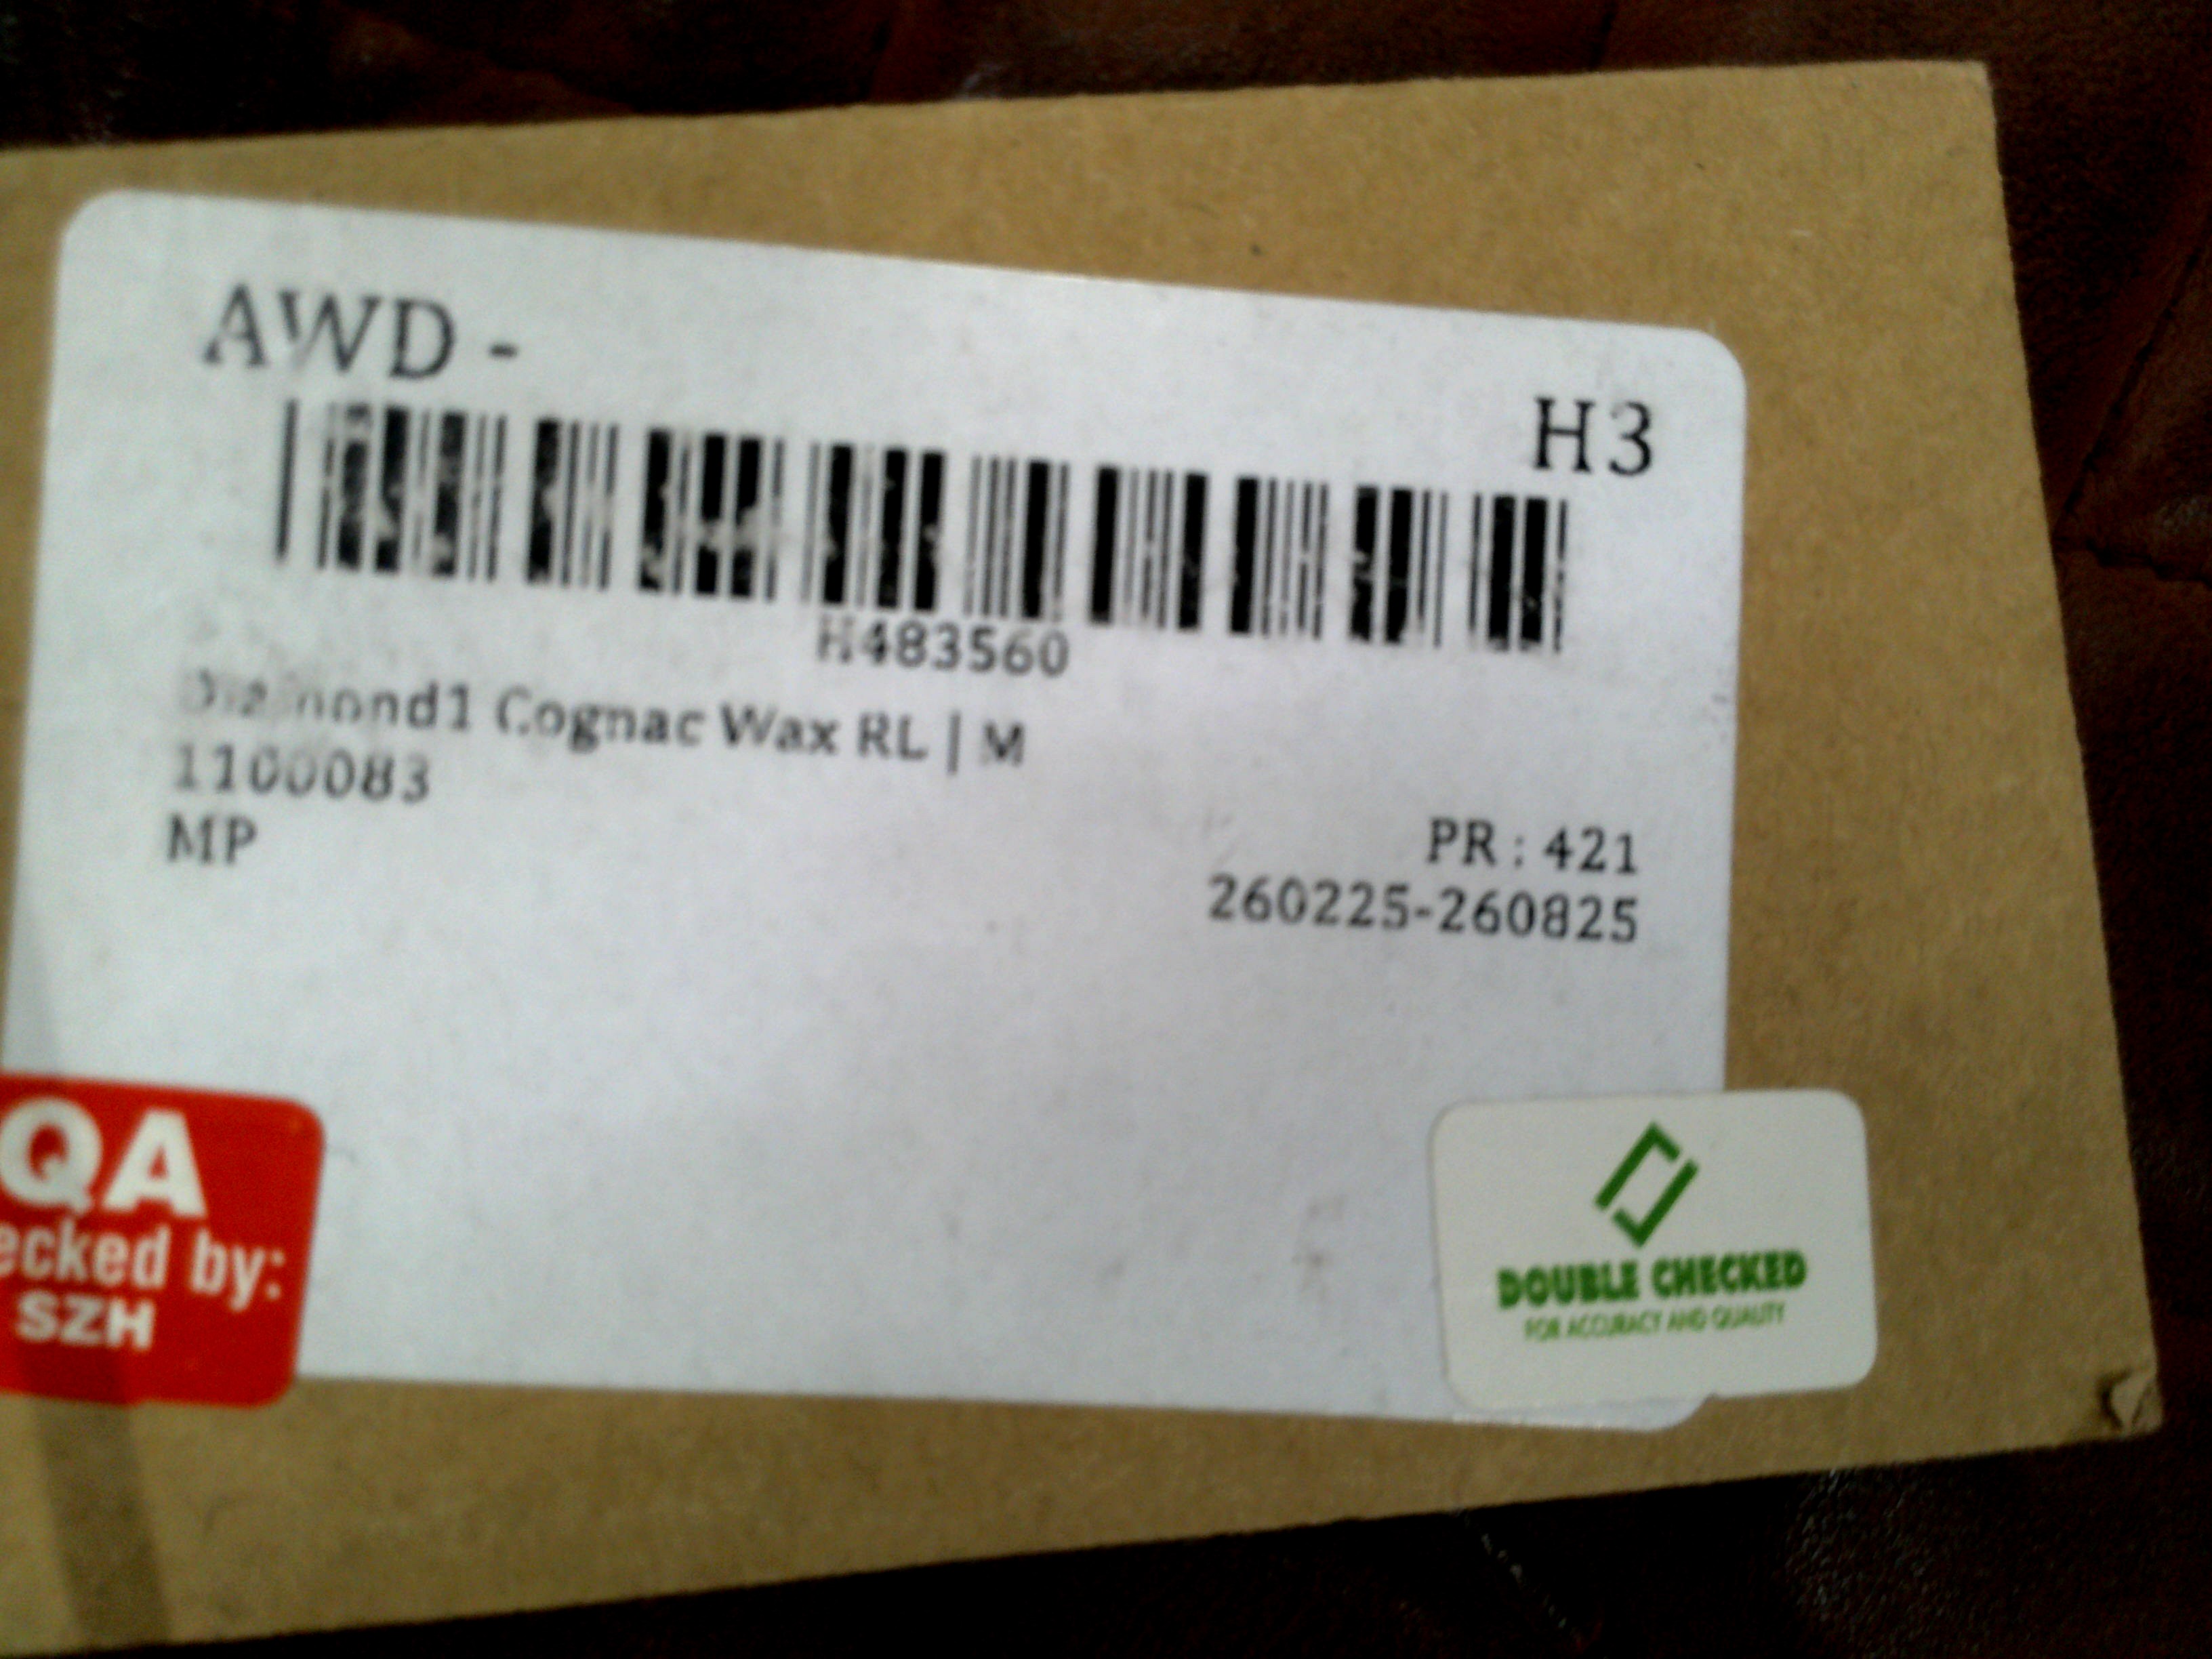 AWD -
H3
H483560
Diamond1 Cognac Wax RL | M
1100083
MP
PR : 421
260225-260825
QA
ecked by:
SZH
DOUBLE CHECKED
FOR ACCURACY AND QUALITY